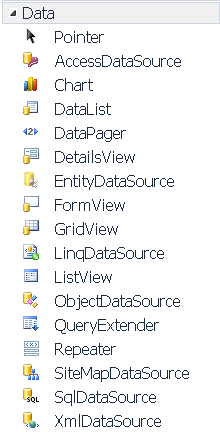 Data
Pointer
AccessDataSource
Chart
DataList
DataPager
DetailsView
EntityDataSource
FormView
GridView
LinqDataSource
ListView
ObjectDataSource
QueryExtender
Repeater
SiteMapDataSource
SqlDataSource
XmlDataSource